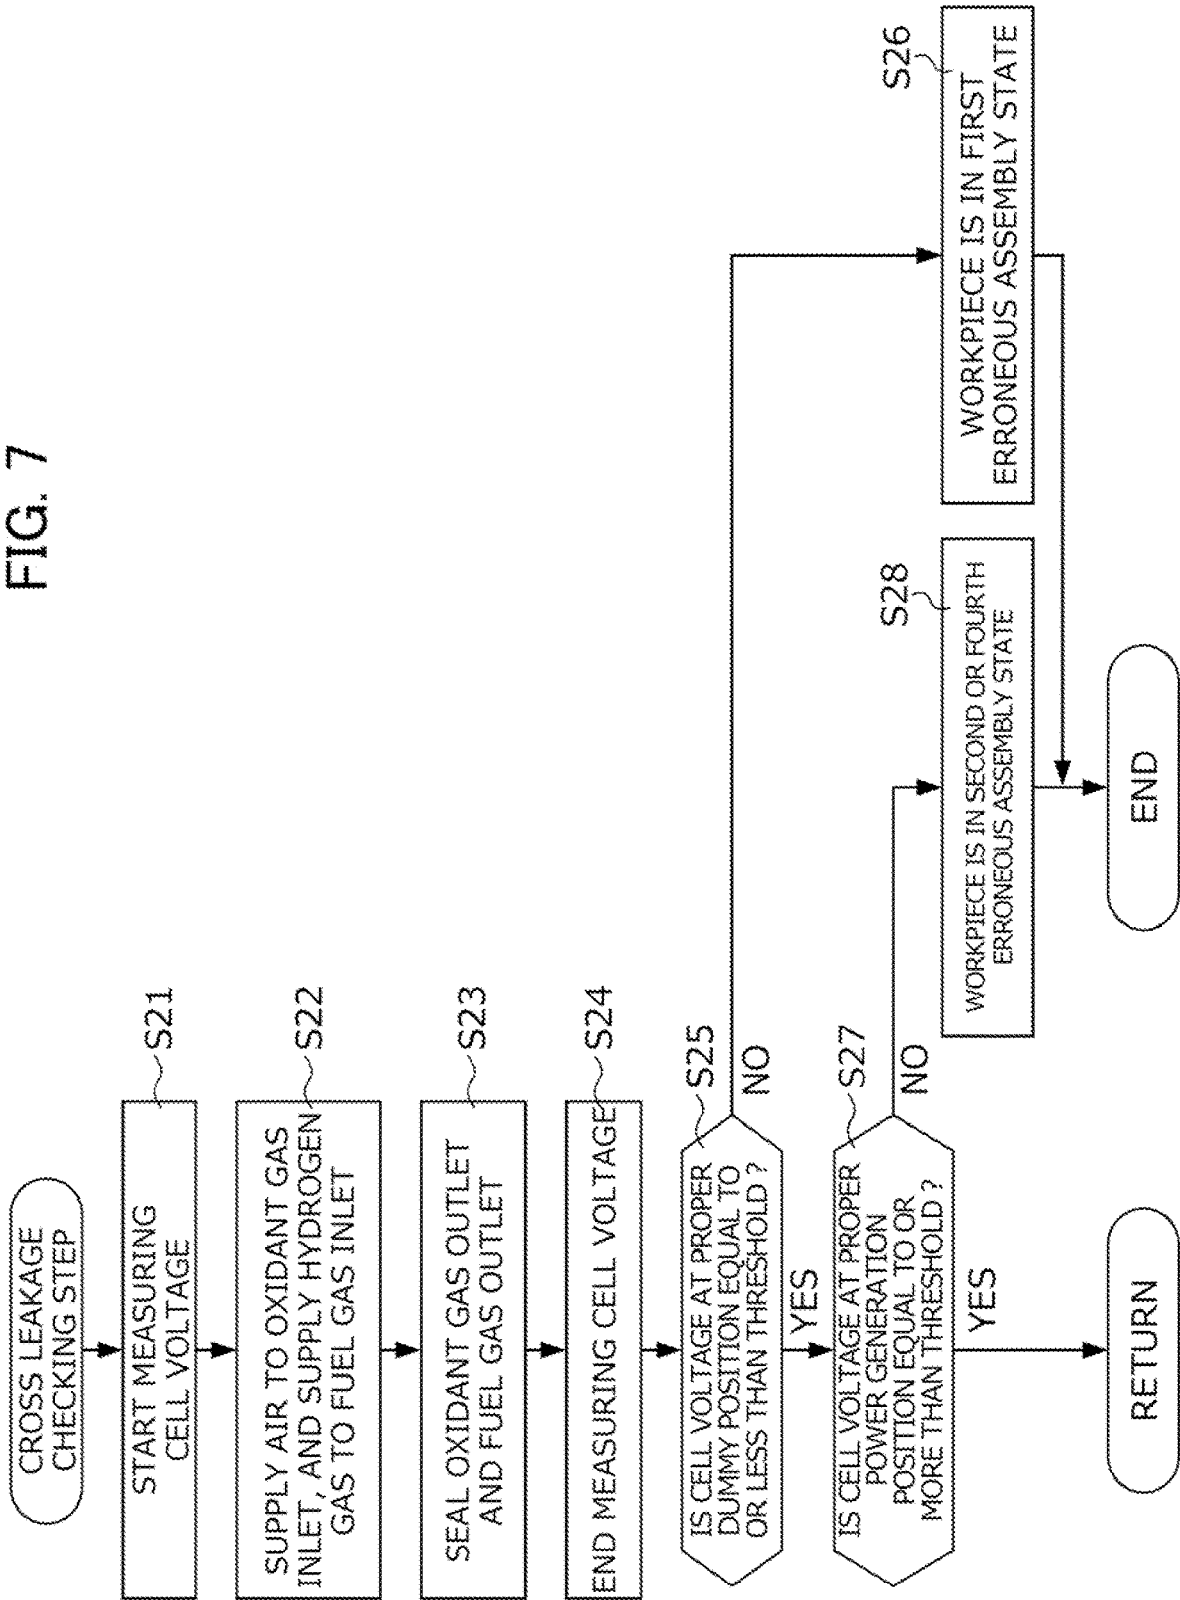 FIG. 7
CROSS LEAKAGE
CHECKING STEP
START MEASURING
CELL VOLTAGE
S21
SUPPLY AIR TO OXIDANT GAS
INLET, AND SUPPLY HYDROGEN
GAS TO FUEL GAS INLET
S22
SEAL OXIDANT GAS OUTLET
AND FUEL GAS OUTLET
S23
END MEASURING CELL VOLTAGE
S24
IS CELL VOLTAGE AT PROPER
DUMMY POSITION EQUAL TO
OR LESS THAN THRESHOLD ?
S25
NO
YES
IS CELL VOLTAGE AT PROPER
POWER GENERATION
POSITION EQUAL TO OR
MORE THAN THRESHOLD ?
S27
NO
YES
WORKPIECE IS IN SECOND OR FOURTH
ERRONEOUS ASSEMBLY STATE
S28
WORKPIECE IS IN FIRST
ERRONEOUS ASSEMBLY STATE
S26
RETURN
END